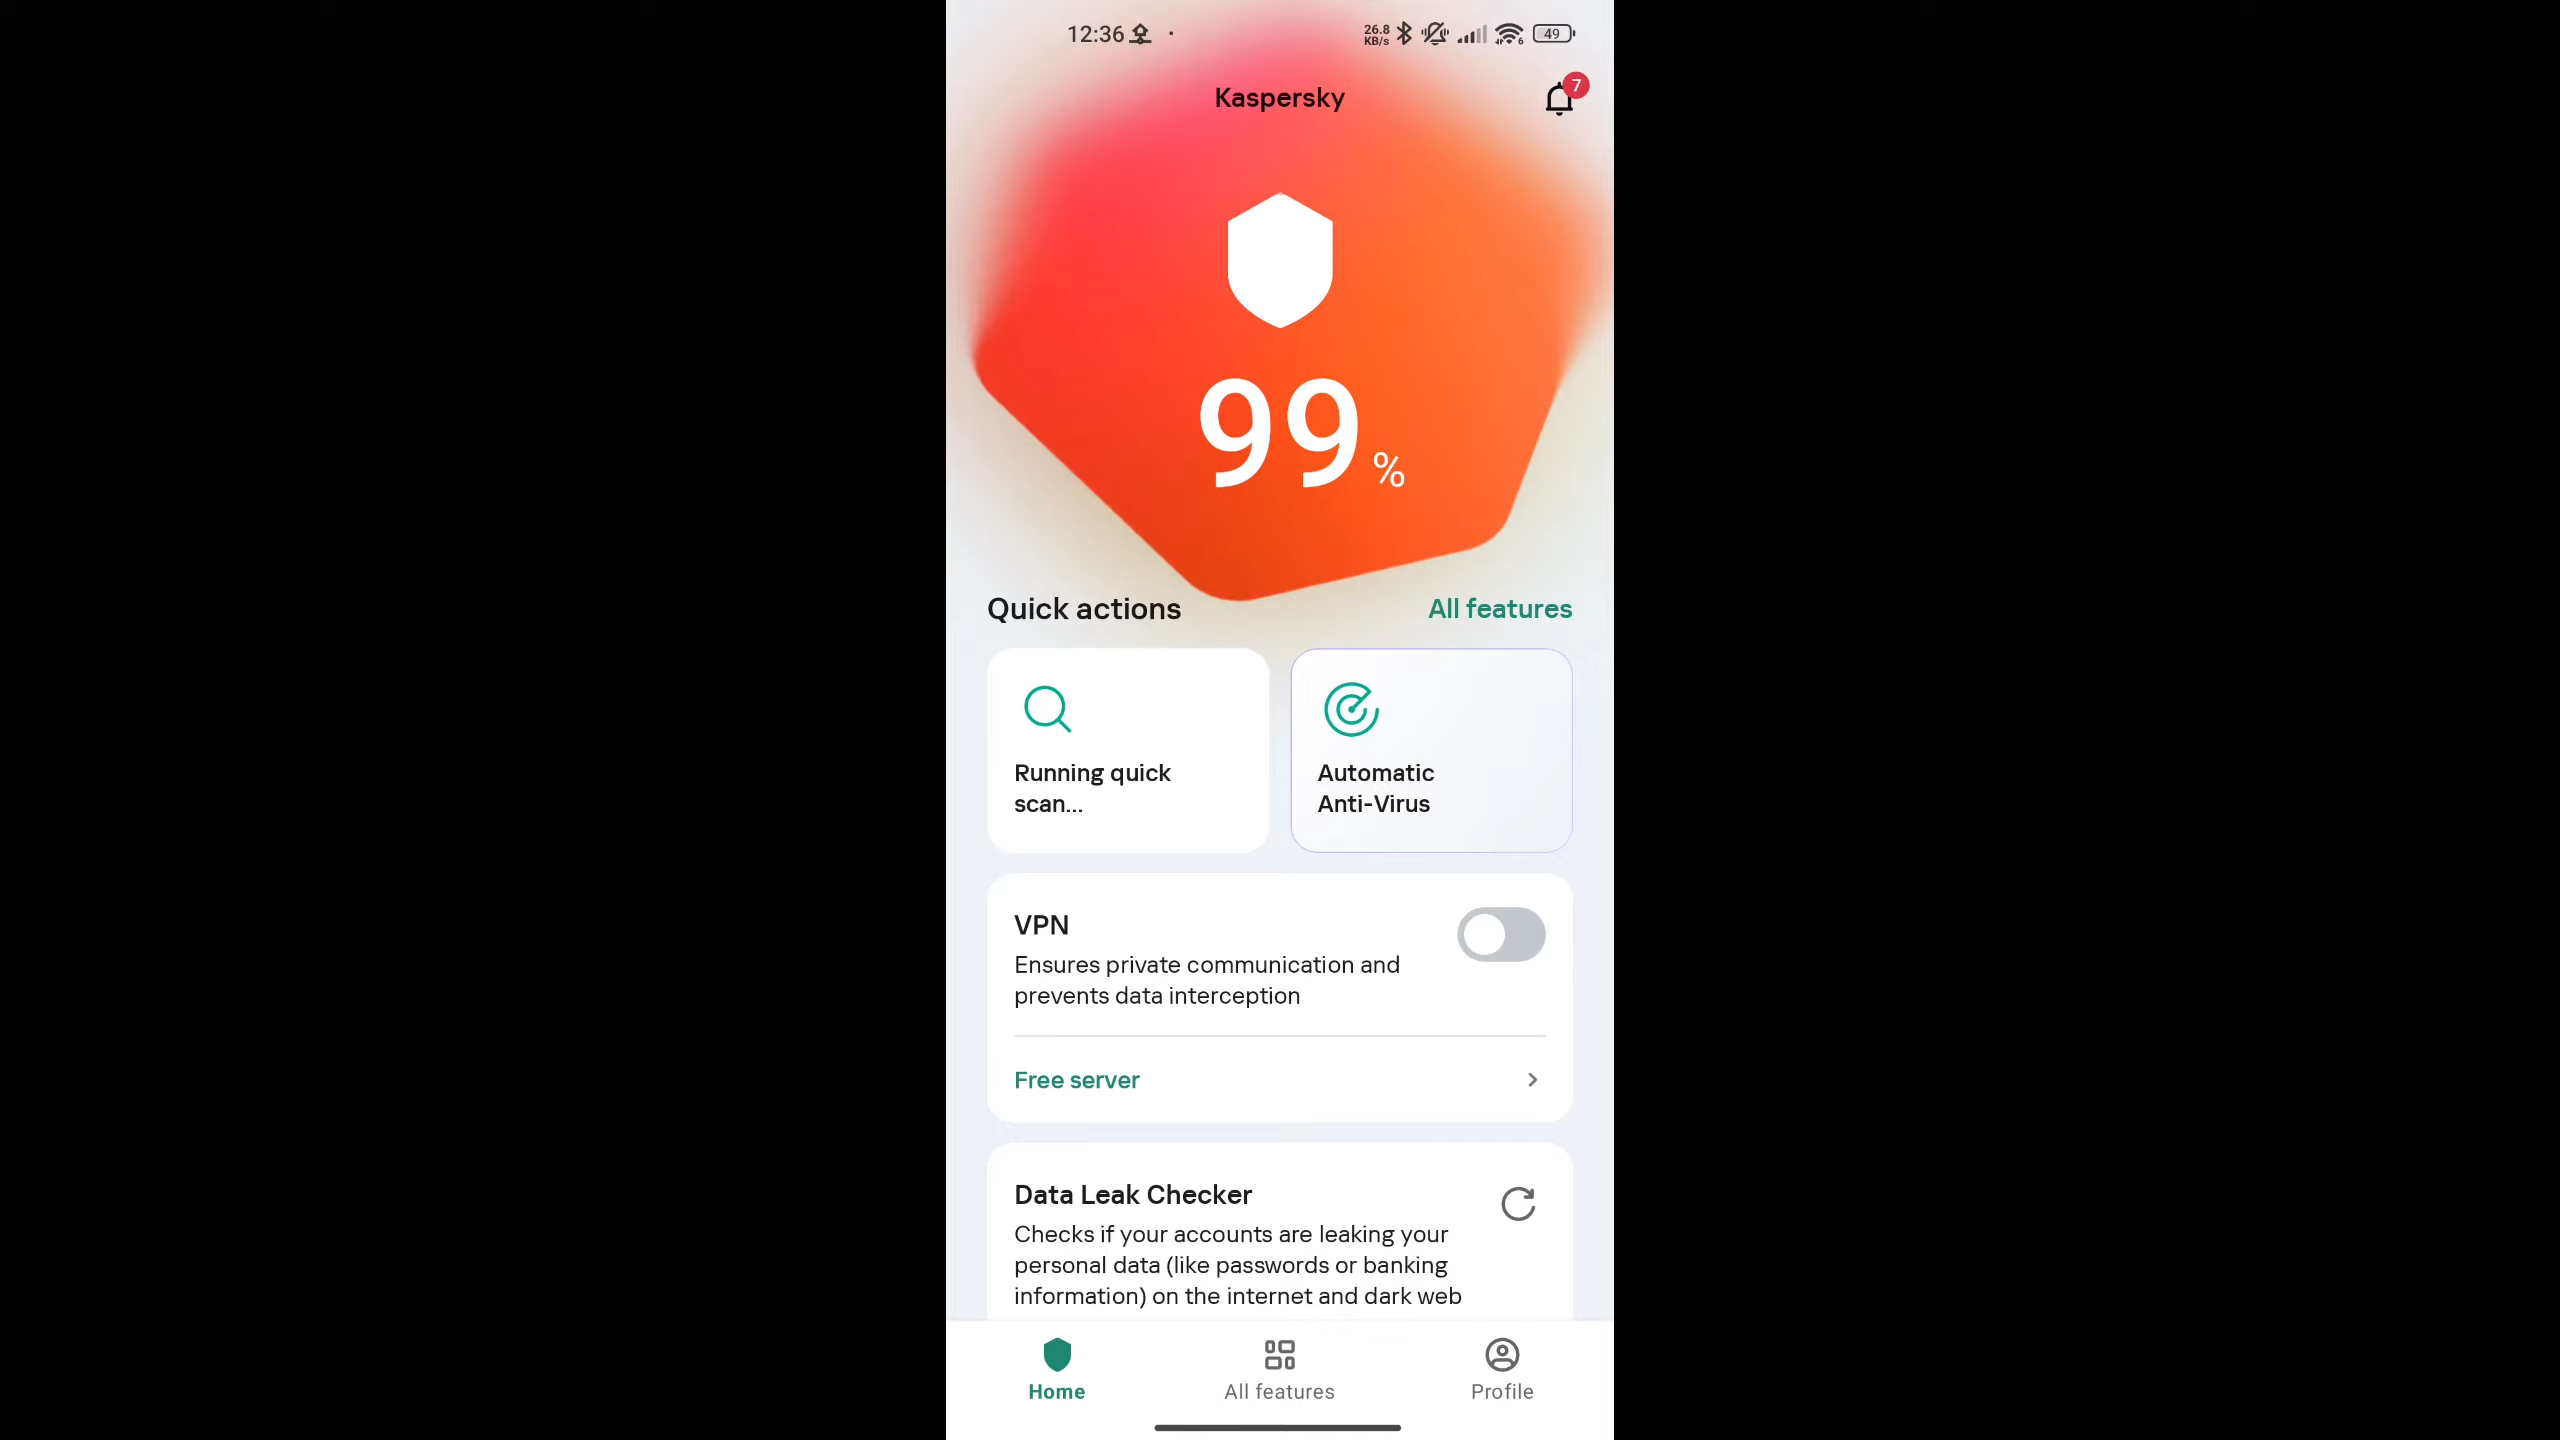 12:36
26.8
KB/s
6
49
Kaspersky
7
99 %
Quick actions
All features
Running quick
scan...
Automatic
Anti-Virus
VPN
Ensures private communication and
prevents data interception
Free server
Data Leak Checker
Checks if your accounts are leaking your
personal data (like passwords or banking
information) on the internet and dark web
Home
All features
Profile